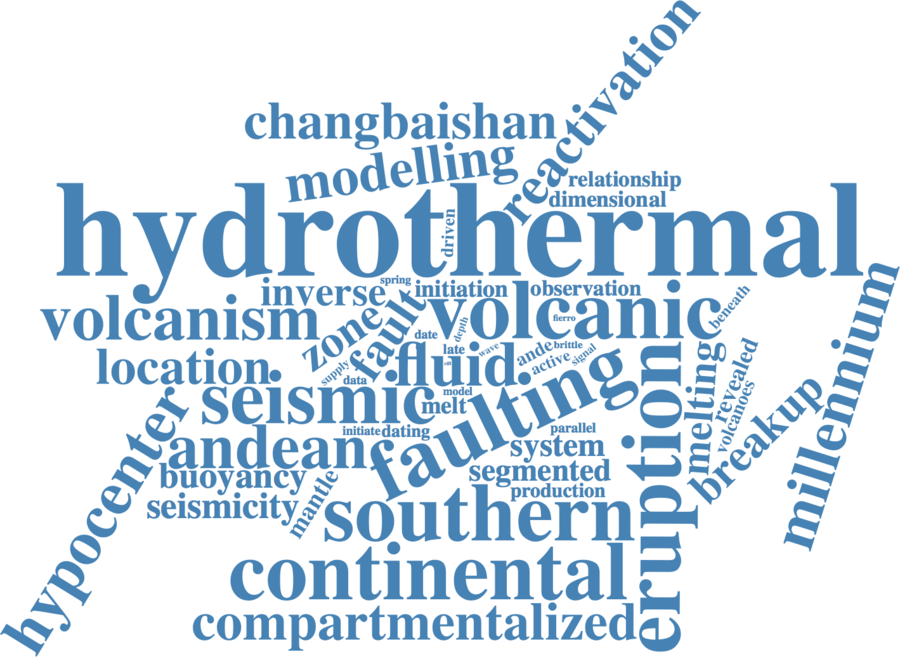 changbaishan
reactivation
modelling
relationship
dimensional
hydrothermal
driven
spring
inverse
initiation
observation
volcanism
volcanic
millennium
beneath
fierro
zone
fault
date
depth
late
wave
ande
brittle
active
signal
supply
data
fluid
location
seismic
model
melt
faulting
eruption
melting
revealed
volcanoes
breakup
hypocenter
initiate
dating
parallel
andean
system
buoyancy
segmented
production
seismicity
mantle
southern
continental
compartmentalized